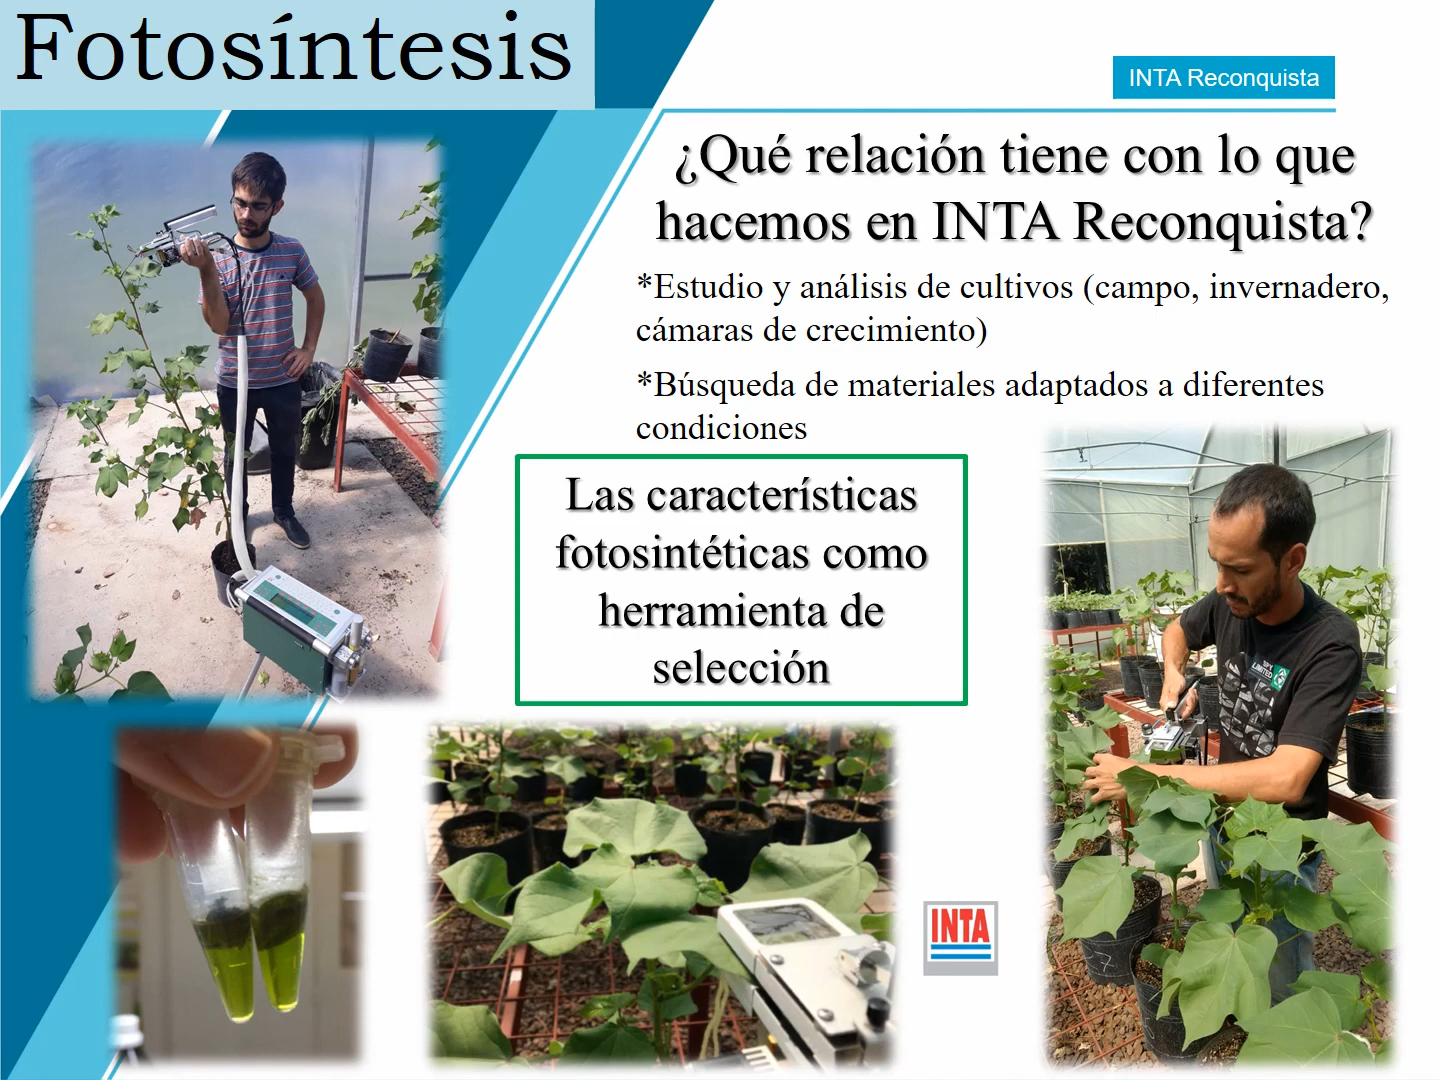 Fotosíntesis
INTA Reconquista
¿Qué relación tiene con lo que
hacemos en INTA Reconquista?
*Estudio y análisis de cultivos (campo, invernadero,
cámaras de crecimiento)
*Búsqueda de materiales adaptados a diferentes
condiciones
Las características
fotosintéticas como
herramienta de
selección
INTA
LIMITED